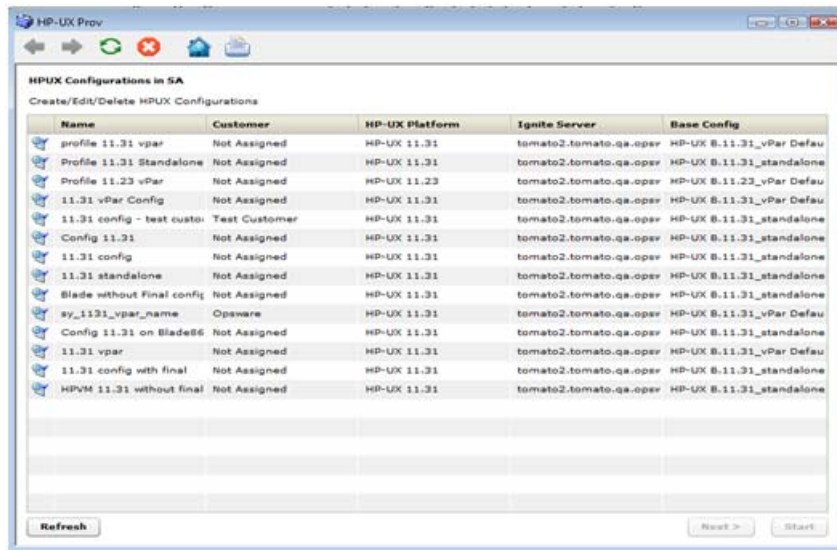 HP-UX Prov
HPUX Configurations in SA
Create/Edit/Delete HPUX Configurations
Name Customer HP-UX Platform Ignite Server Base Config
profile 11.31 vpar Not Assigned HP-UX 11.31 tomato2.tomato.qa.opsv HP-UX B.11.31_vPar Defau
Profile 11.31 Standalone Not Assigned HP-UX 11.31 tomato2.tomato.qa.opsv HP-UX B.11.31_standalone
Profile 11.23 vPar Not Assigned HP-UX 11.23 tomato2.tomato.qa.opsv HP-UX B.11.23_vPar Defau
11.31 vPar Config Not Assigned HP-UX 11.31 tomato2.tomato.qa.opsv HP-UX B.11.31_vPar Defau
11.31 config - test custo Test Customer HP-UX 11.31 tomato2.tomato.qa.opsv HP-UX B.11.31_standalone
Config 11.31 Not Assigned HP-UX 11.31 tomato2.tomato.qa.opsv HP-UX B.11.31_standalone
11.31 config Not Assigned HP-UX 11.31 tomato2.tomato.qa.opsv HP-UX B.11.31_standalone
11.31 standalone Not Assigned HP-UX 11.31 tomato2.tomato.qa.opsv HP-UX B.11.31_standalone
Blade without Final config Not Assigned HP-UX 11.31 tomato2.tomato.qa.opsv HP-UX B.11.31_standalone
sy_1131_vpar_name Opsware HP-UX 11.31 tomato2.tomato.qa.opsv HP-UX B.11.31_vPar Defau
Config 11.31 on Blade86 Not Assigned HP-UX 11.31 tomato2.tomato.qa.opsv HP-UX B.11.31_standalone
11.31 vpar Not Assigned HP-UX 11.31 tomato2.tomato.qa.opsv HP-UX B.11.31_vPar Defau
11.31 config with final Not Assigned HP-UX 11.31 tomato2.tomato.qa.opsv HP-UX B.11.31_standalone
HPVM 11.31 without final Not Assigned HP-UX 11.31 tomato2.tomato.qa.opsv HP-UX B.11.31_standalone
Refresh Next > Start